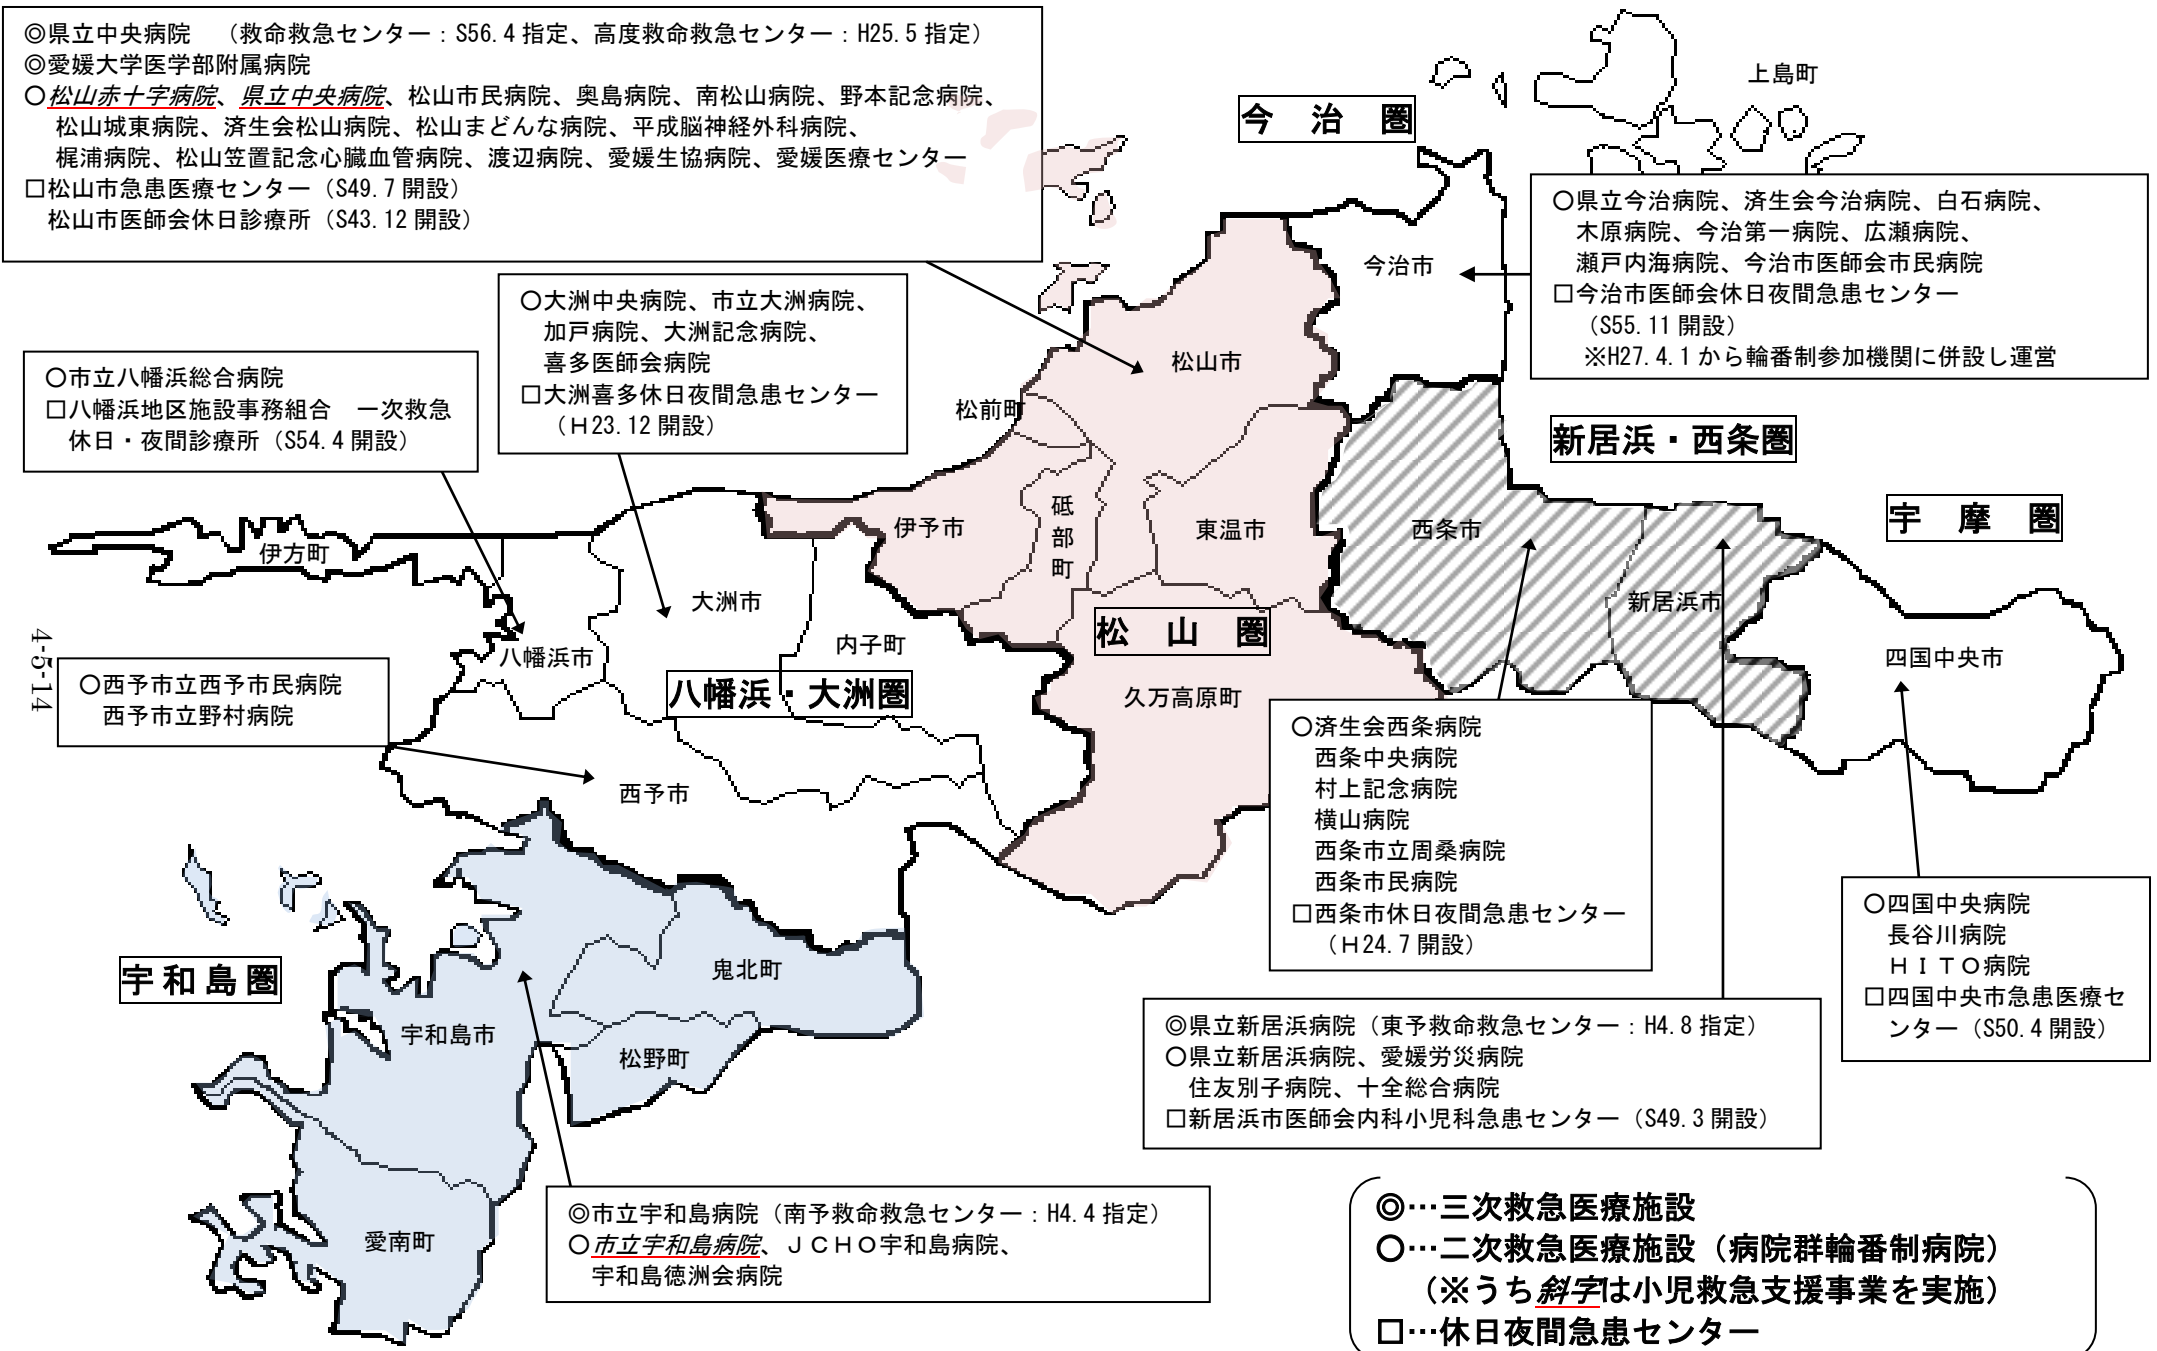 ◎県立中央病院　（救命救急センター：S56.4 指定、高度救命救急センター：H25.5 指定）
◎愛媛大学医学部附属病院
○松山赤十字病院、県立中央病院、松山市民病院、奥島病院、南松山病院、野本記念病院、
松山城東病院、済生会松山病院、松山まどんな病院、平成脳神経外科病院、
梶浦病院、松山笠置記念心臓血管病院、渡辺病院、愛媛生協病院、愛媛医療センター
□松山市急患医療センター（S49.7 開設）
松山市医師会休日診療所（S43.12 開設）
上島町
今　治　圏
○県立今治病院、済生会今治病院、白石病院、
木原病院、今治第一病院、広瀬病院、
瀬戸内海病院、今治市医師会市民病院
□今治市医師会休日夜間急患センター
（S55.11 開設）
※H27.4.1 から輪番制参加機関に併設し運営
今治市
○大洲中央病院、市立大洲病院、
加戸病院、大洲記念病院、
喜多医師会病院
□大洲喜多休日夜間急患センター
（Ｈ23.12 開設）
○市立八幡浜総合病院
□八幡浜地区施設事務組合　一次救急
休日・夜間診療所（S54.4 開設）
松山市
松前町
新居浜・西条圏
宇　摩　圏
伊予市
砥部町
東温市
西条市
伊方町
大洲市
新居浜市
内子町
松　山　圏
八幡浜市
四国中央市
4-5-14
○西予市立西予市民病院
西予市立野村病院
八幡浜・大洲圏
久万高原町
西予市
○済生会西条病院
西条中央病院
村上記念病院
横山病院
西条市立周桑病院
西条市民病院
□西条市休日夜間急患センター
（Ｈ24.7 開設）
○四国中央病院
長谷川病院
ＨＩＴＯ病院
□四国中央市急患医療セ
ンター（S50.4 開設）
宇和島圏
鬼北町
宇和島市
松野町
◎県立新居浜病院（東予救命救急センター：H4.8 指定）
○県立新居浜病院、愛媛労災病院
住友別子病院、十全総合病院
□新居浜市医師会内科小児科急患センター（S49.3 開設）
愛南町
◎市立宇和島病院（南予救命救急センター：H4.4 指定）
○市立宇和島病院、ＪＣＨＯ宇和島病院、
宇和島徳洲会病院
◎…三次救急医療施設
○…二次救急医療施設（病院群輪番制病院）
（※うち斜字は小児救急支援事業を実施）
□…休日夜間急患センター